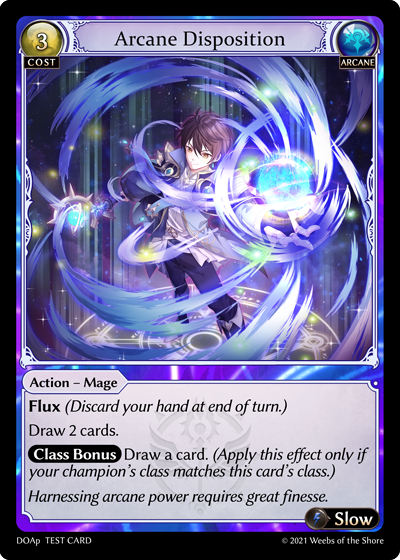 3
COST
Arcane Disposition
ARCANE
Action – Mage
Flux (Discard your hand at end of turn.)
Draw 2 cards.
Class Bonus Draw a card. (Apply this effect only if
your champion's class matches this card's class.)
Harnessing arcane power requires great finesse.
Slow
DOAp TEST CARD
© 2021 Weebs of the Shore